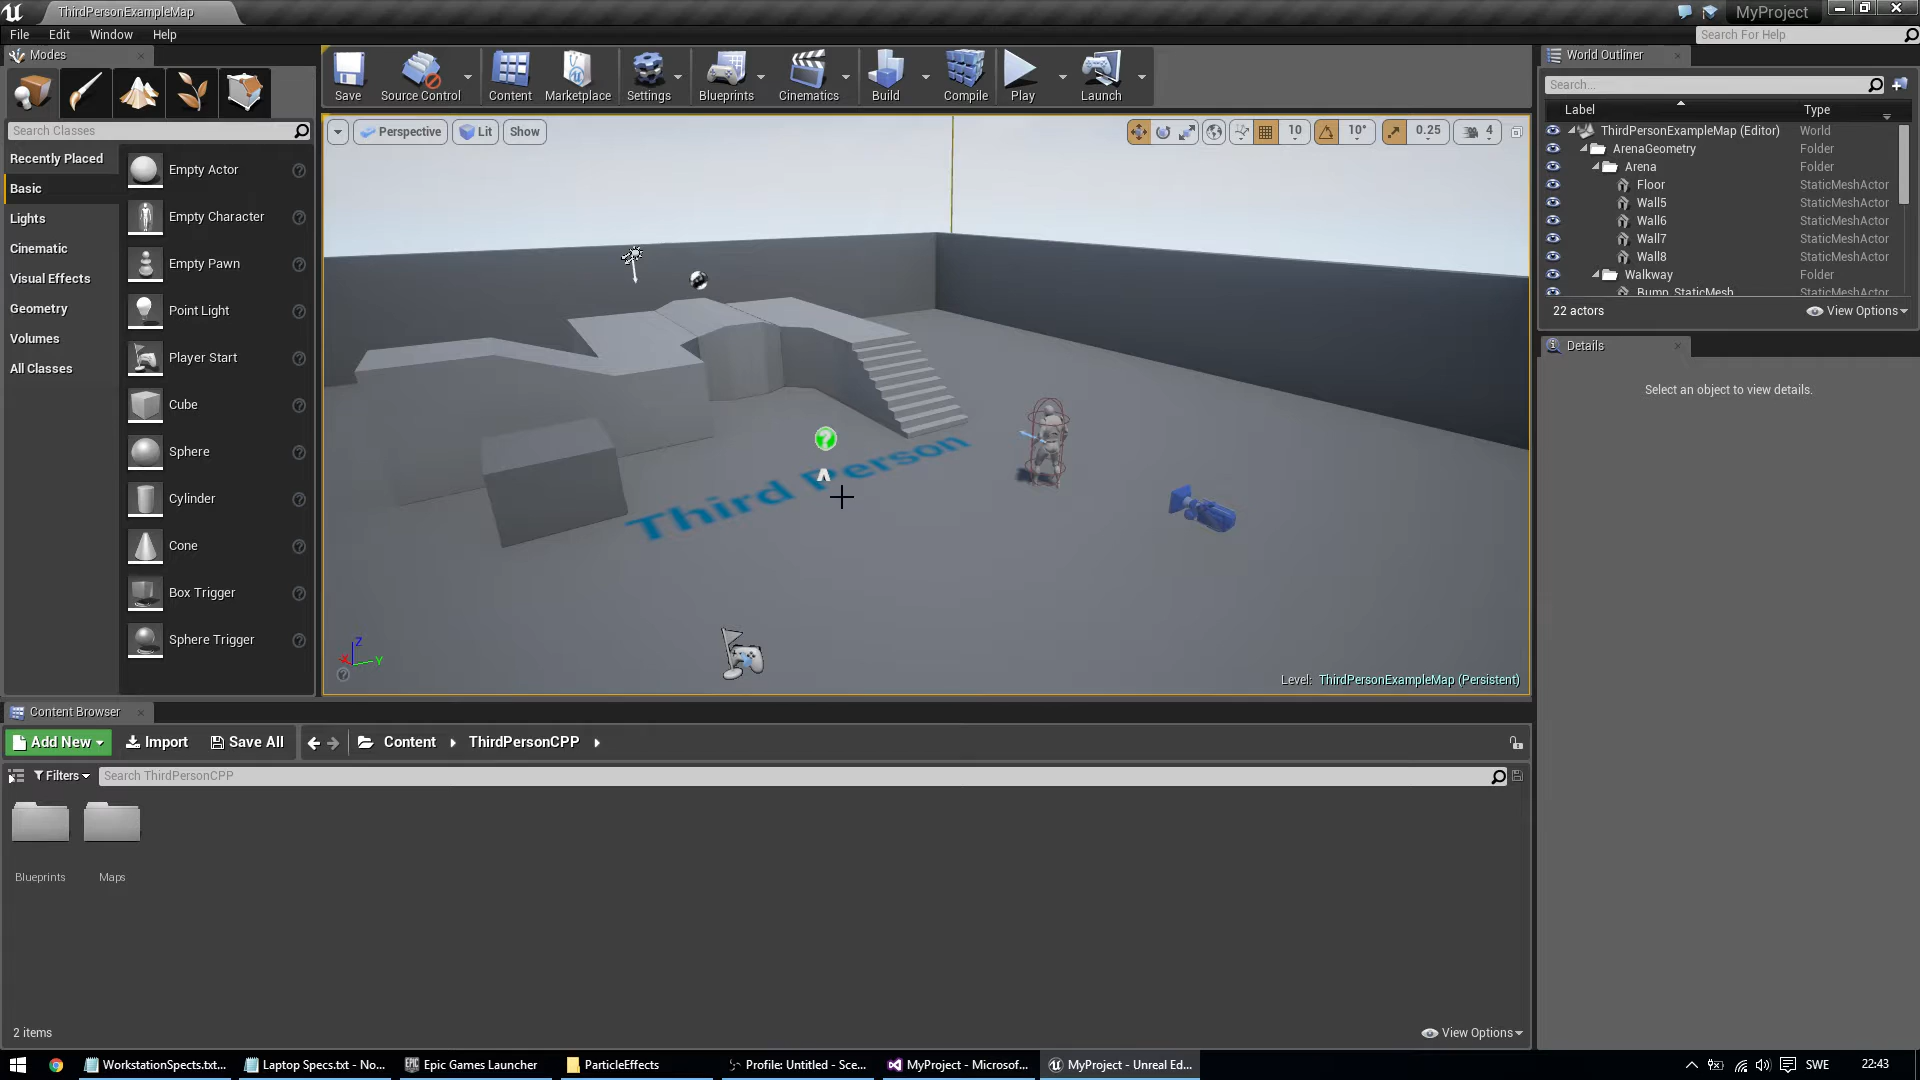 ThirdPersonExampleMap
MyProject
File Edit Window Help
Search For Help
Modes
Save
Source Control
Content
Marketplace
Settings
Blueprints
Cinematics
Build
Compile
Play
Launch
World Outliner
Search...
Label Type
ThirdPersonExampleMap (Editor) World
ArenaGeometry Folder
Arena Folder
Floor StaticMeshActor
Wall5 StaticMeshActor
Wall6 StaticMeshActor
Wall7 StaticMeshActor
Wall8 StaticMeshActor
Walkway Folder
Bump_StaticMesh StaticMeshActor
22 actors
View Options
Details
Select an object to view details.
Search Classes
Recently Placed
Basic
Lights
Cinematic
Visual Effects
Geometry
Volumes
All Classes
Empty Actor
Empty Character
Empty Pawn
Point Light
Player Start
Cube
Sphere
Cylinder
Cone
Box Trigger
Sphere Trigger
Perspective
Lit
Show
10
10°
0.25
4
Third Person
Z
X
Y
Level: ThirdPersonExampleMap (Persistent)
Content Browser
Add New
Import
Save All
Content
ThirdPersonCPP
Filters
Search ThirdPersonCPP
Blueprints
Maps
2 items
View Options
WorkstationSpects.txt...
Laptop Specs.txt - No...
Epic Games Launcher
ParticleEffects
Profile: Untitled - Sce...
MyProject - Microsof...
MyProject - Unreal Ed...
SWE
22:43